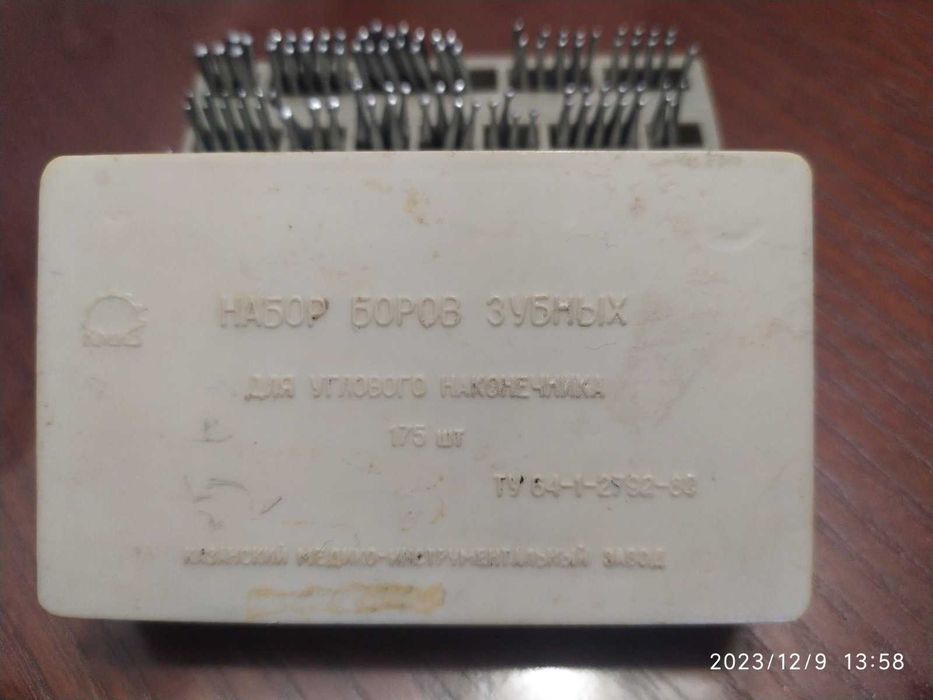 НАБОР БОРОВ ЗУБНЫХ
ДЛЯ УГЛОВОГО НАКОНЕЧНИКА
175 шт
ТУ 64-1-2792-80
КАЗАНСКИЙ МЕДИКО-ИНСТРУМЕНТАЛЬНЫЙ ЗАВОД
2023/12/9 13:58